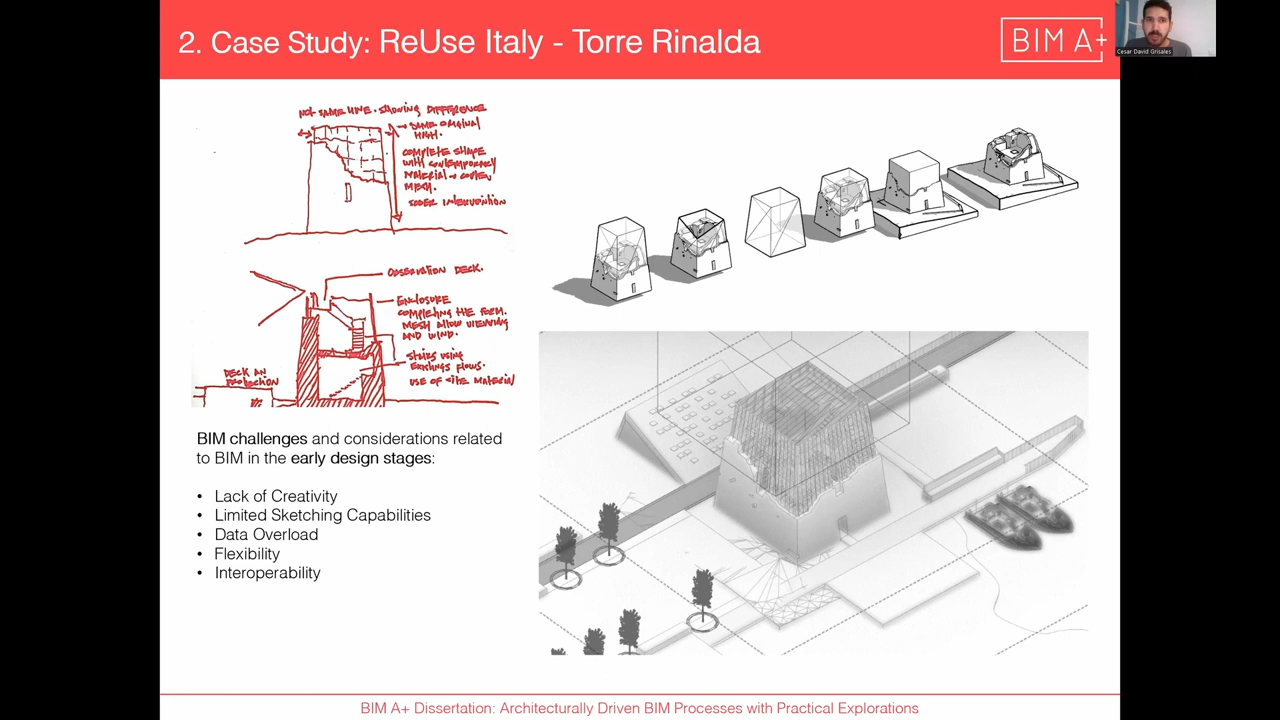 2. Case Study: ReUse Italy - Torre Rinalda
BIM A+
Cesar David Grisales
NOT SAME LINE. SHOWING DIFFERENCE
SAME ORIGINAL
HIGH.
COMPLETE SHAPE
WITH CONTEMPORARY
MATERIAL
MESH.
SOBER INTERVENTION
OBSERVATION DECK.
ENCLOSURE
COMPLETING THE FORM.
MESH ALLOW VIEWING
AND WIND.
STAIRS USING
EXISTINGS FLOWS.
USE OF SITE MATERIAL
DECK AN
PROTECTION
BIM challenges and considerations related
to BIM in the early design stages:
• Lack of Creativity
• Limited Sketching Capabilities
• Data Overload
• Flexibility
• Interoperability
BIM A+ Dissertation: Architecturally Driven BIM Processes with Practical Explorations